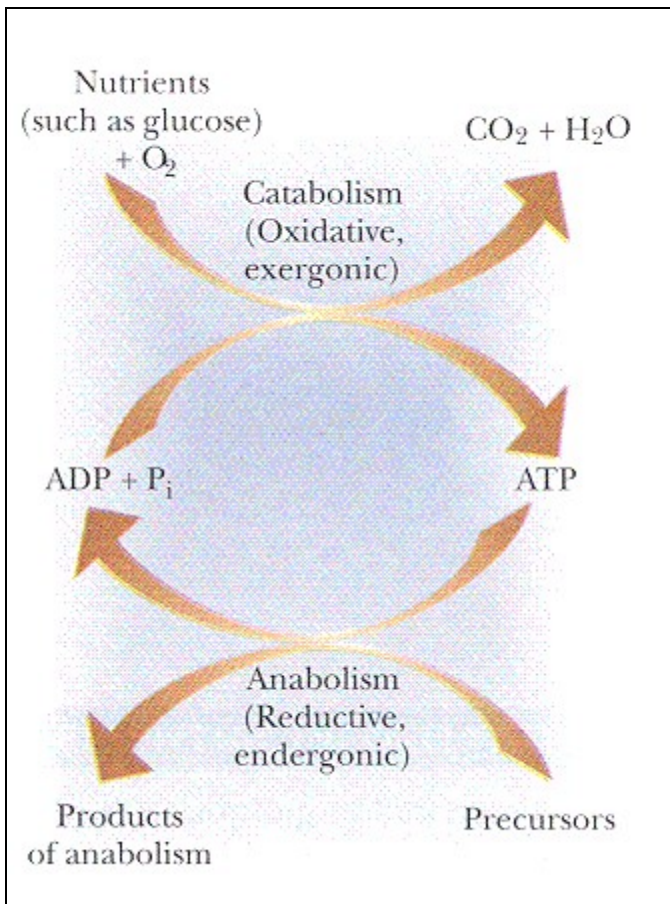 Nutrients
(such as glucose)
+ O₂
CO₂ + H₂O
Catabolism
(Oxidative,
exergonic)
ADP + Pᵢ
ATP
Anabolism
(Reductive,
endergonic)
Products
of anabolism
Precursors